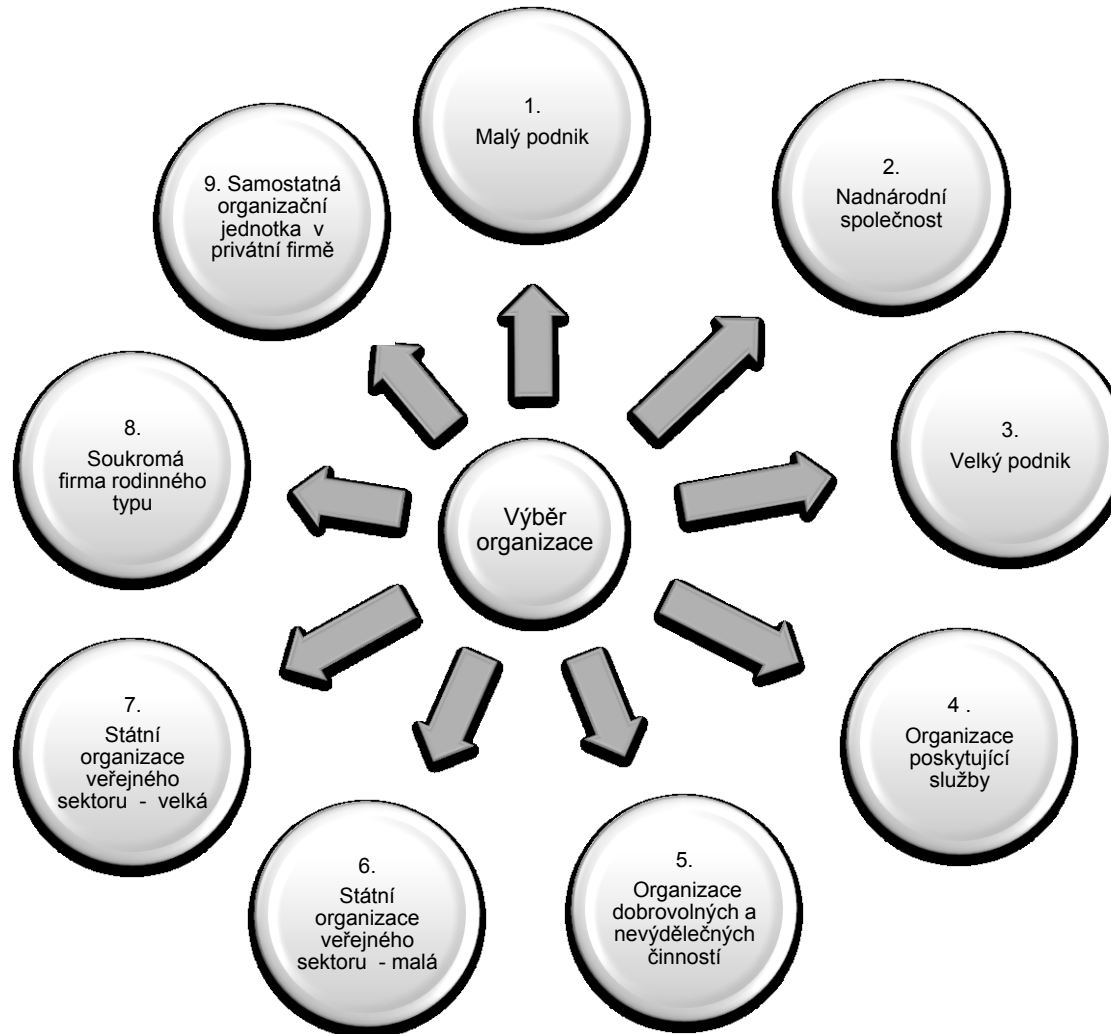 1.
Malý podnik
2.
Nadnárodní
společnost
3.
Velký podnik
4 .
Organizace
poskytující
služby
5.
Organizace
dobrovolných a
nevýdělečných
činností
6.
Státní
organizace
veřejného
sektoru - malá
7.
Státní
organizace
veřejného
sektoru - velká
8.
Soukromá
firma rodinného
typu
9. Samostatná
organizační
jednotka v
privátní firmě
Výběr
organizace